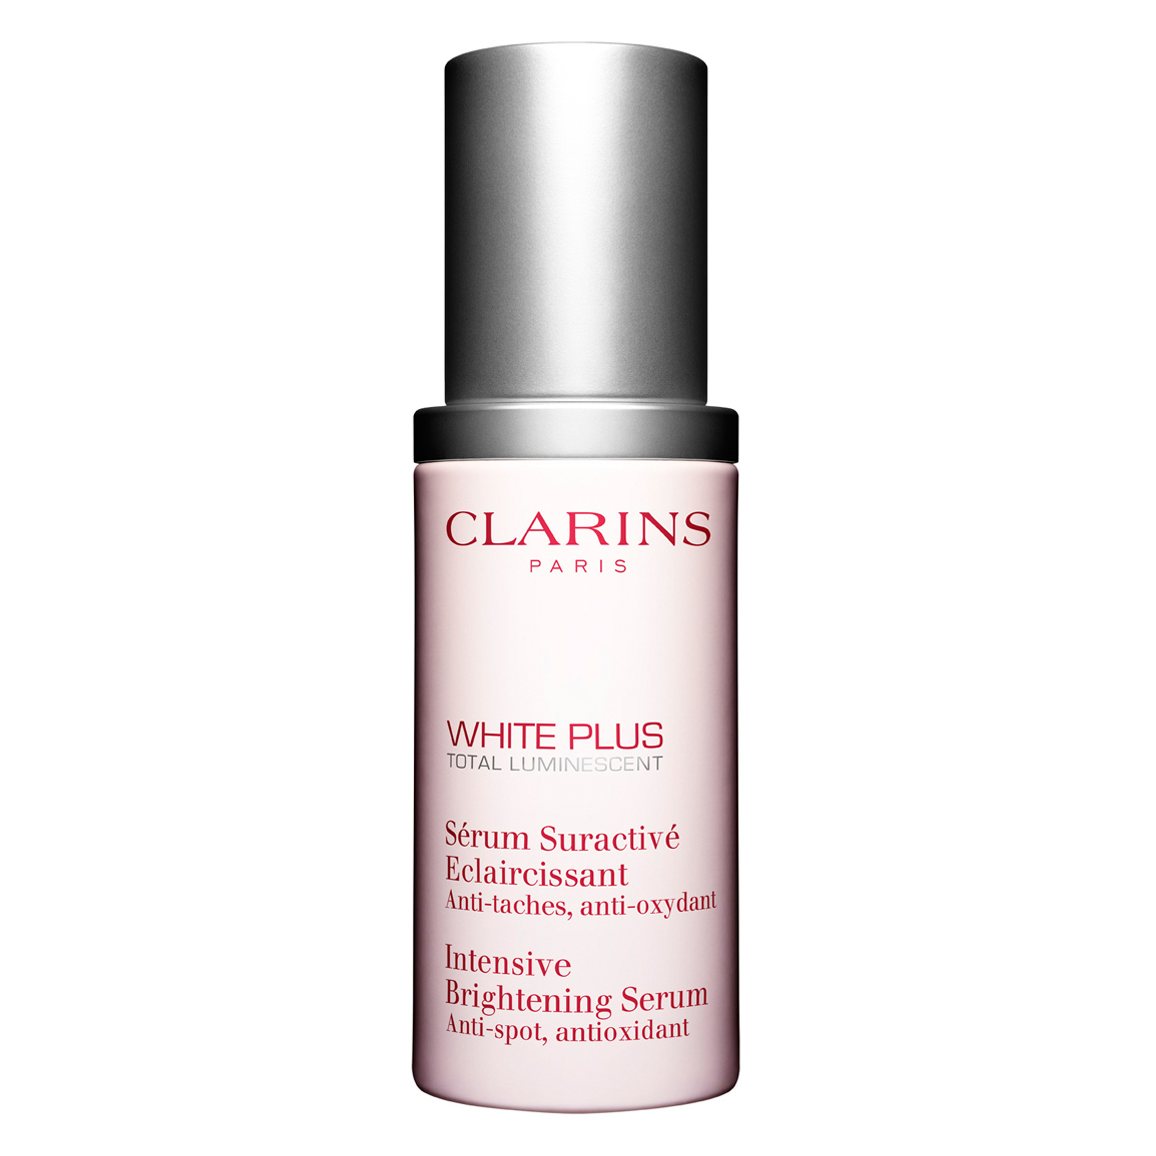 CLARINS
PARIS
WHITE PLUS
TOTAL LUMINESCENT
Sérum Suractivé
Eclaircissant
Anti-taches, anti-oxydant
Intensive
Brightening Serum
Anti-spot, antioxidant